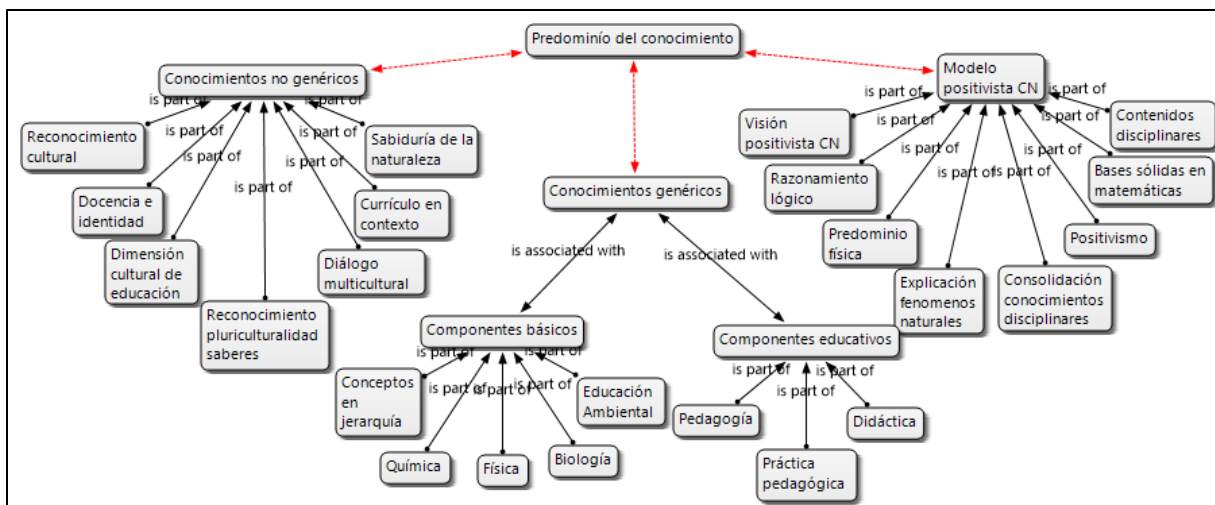 Predominío del conocimiento
Conocimientos no genéricos
Modelo
positivista CN
is part of
is part of
is part of
is part of
is part of
is part of
is part of
is part of
is part of
is part of
is part of
is part of
is part of
Reconocimiento
cultural
Sabiduría de la
naturaleza
Visión
positivista CN
Contenidos
disciplinares
Docencia e
identidad
Currículo en
contexto
Conocimientos genéricos
Razonamiento
lógico
Bases sólidas en
matemáticas
Dimensión
cultural de
educación
Diálogo
multicultural
Predominio
física
Positivismo
is associated with
is associated with
Reconocimiento
pluriculturalidad
saberes
Explicación
fenomenos
naturales
Consolidación
conocimientos
disciplinares
Componentes básicos
Componentes educativos
is part of
is part of
is part of
is part of
is part of
is part of
is part of
is part of
Conceptos
en
jerarquía
Educación
Ambiental
Pedagogía
Didáctica
Química
Física
Biología
Práctica
pedagógica